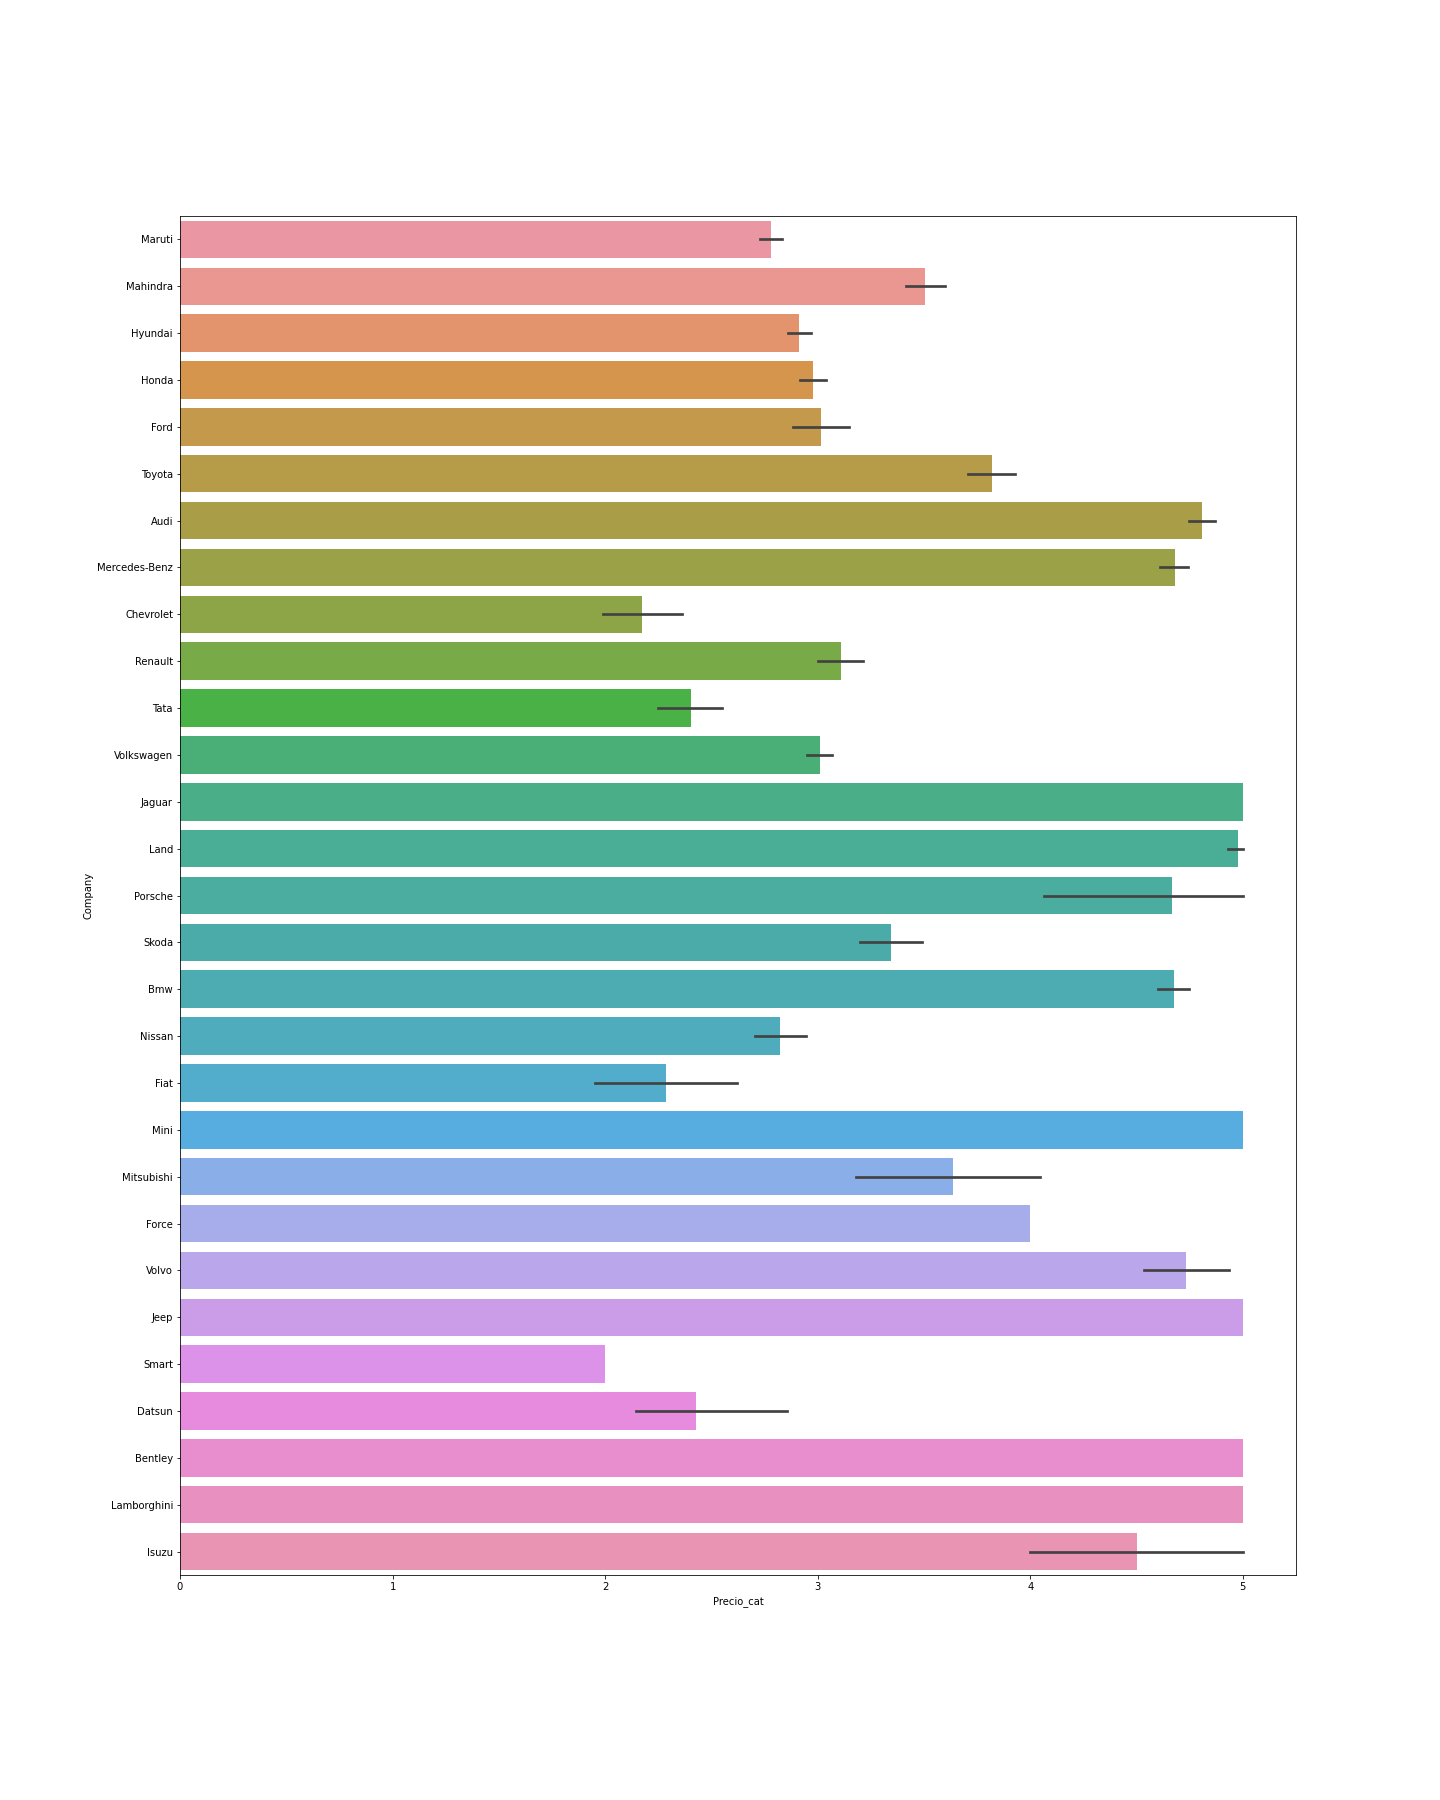 Maruti
Mahindra
Hyundai
Honda
Ford
Toyota
Audi
Mercedes-Benz
Chevrolet
Renault
Tata
Volkswagen
Jaguar
Land
Porsche
Skoda
Bmw
Nissan
Fiat
Mini
Mitsubishi
Force
Volvo
Jeep
Smart
Datsun
Bentley
Lamborghini
Isuzu
Company
0 1 2 3 4 5
Precio_cat